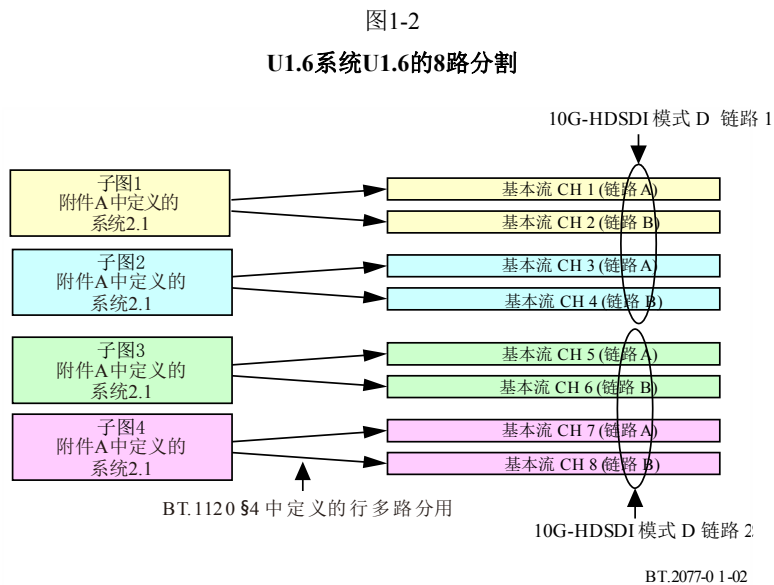 图1-2
U1.6系统U1.6的8路分割
10G-HDSDI 模式 D 链路 1
子图1
附件A中定义的
系统2.1
基本流 CH 1 (链路 A)
基本流 CH 2 (链路 B)
子图2
附件A中定义的
系统2.1
基本流 CH 3 (链路 A)
基本流 CH 4 (链路 B)
子图3
附件A中定义的
系统2.1
基本流 CH 5 (链路 A)
基本流 CH 6 (链路 B)
子图4
附件A中定义的
系统2.1
基本流 CH 7 (链路 A)
基本流 CH 8 (链路 B)
BT.1120 §4 中定义的行多路分用
10G-HDSDI 模式 D 链路 2
BT.2077-0 1-02